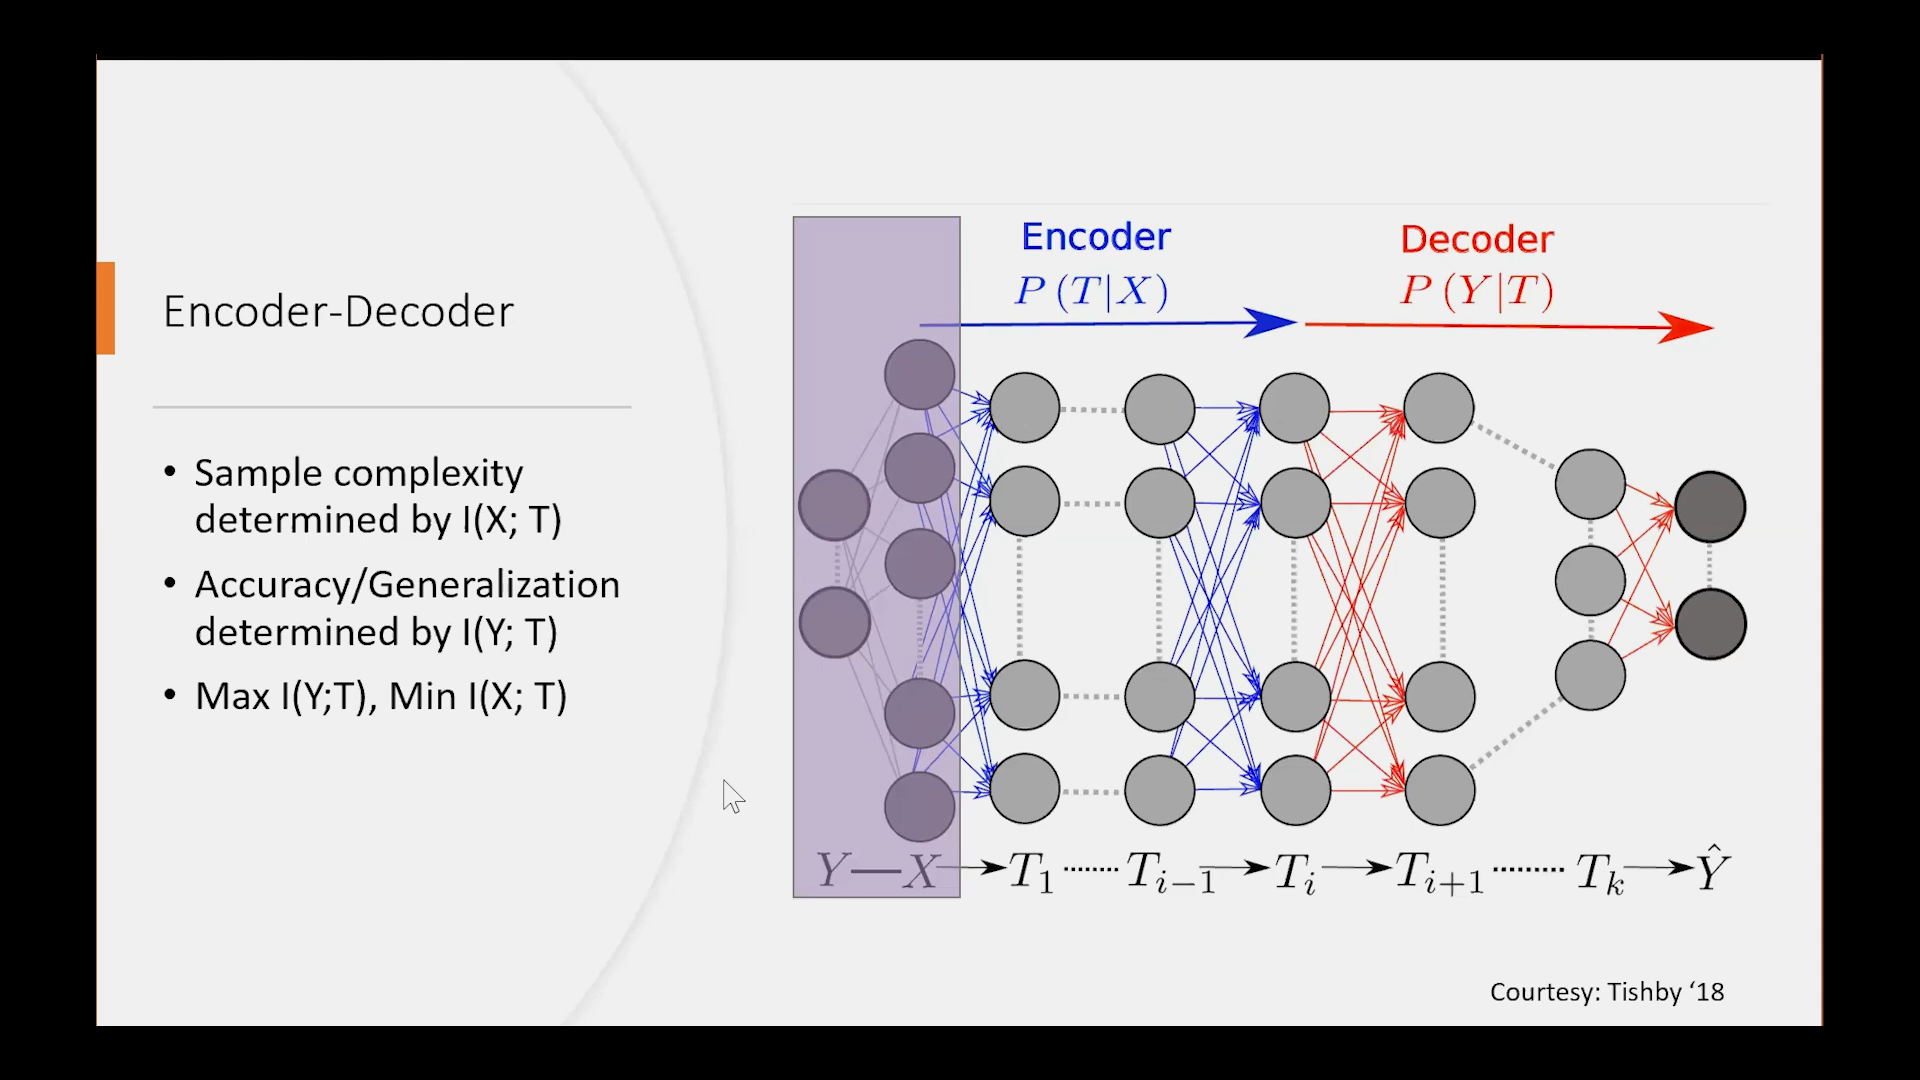 Encoder-Decoder
• Sample complexity
determined by I(X; T)
• Accuracy/Generalization
determined by I(Y; T)
• Max I(Y;T), Min I(X; T)
Encoder
P (T|X)
Decoder
P (Y|T)
Y — X → T₁ ⋯⋯ Tᵢ₋₁ → Tᵢ → Tᵢ₊₁ ⋯⋯ Tₖ → Ŷ
Courtesy: Tishby ‘18